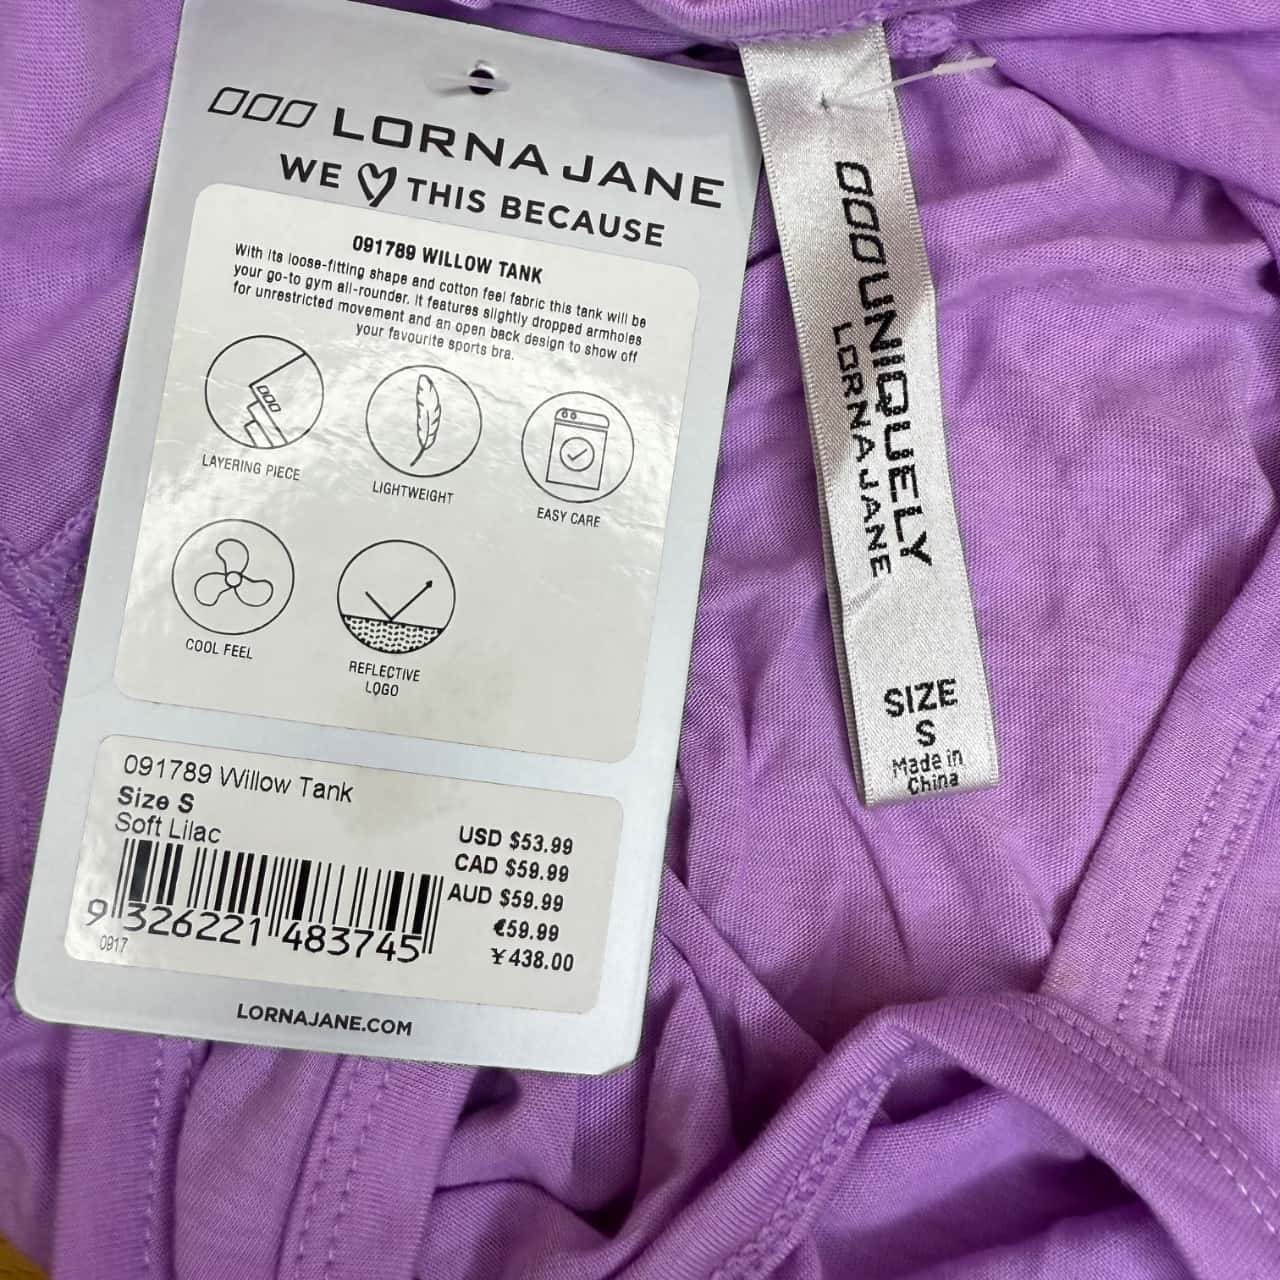 LORNA JANE
WE THIS BECAUSE
091789 WILLOW TANK
With its loose-fitting shape and cotton feel fabric this tank will be
your go-to gym all-rounder. It features slightly dropped armholes
for unrestricted movement and an open back design to show off
your favourite sports bra.
LAYERING PIECE
LIGHTWEIGHT
EASY CARE
COOL FEEL
REFLECTIVE
LOGO
091789 Willow Tank
Size S
Soft Lilac
USD $53.99
CAD $59.99
AUD $59.99
€59.99
¥438.00
9 326221 483745
0917
LORNAJANE.COM
UNIQUELY
LORNAJANE
SIZE
S
Made in
China